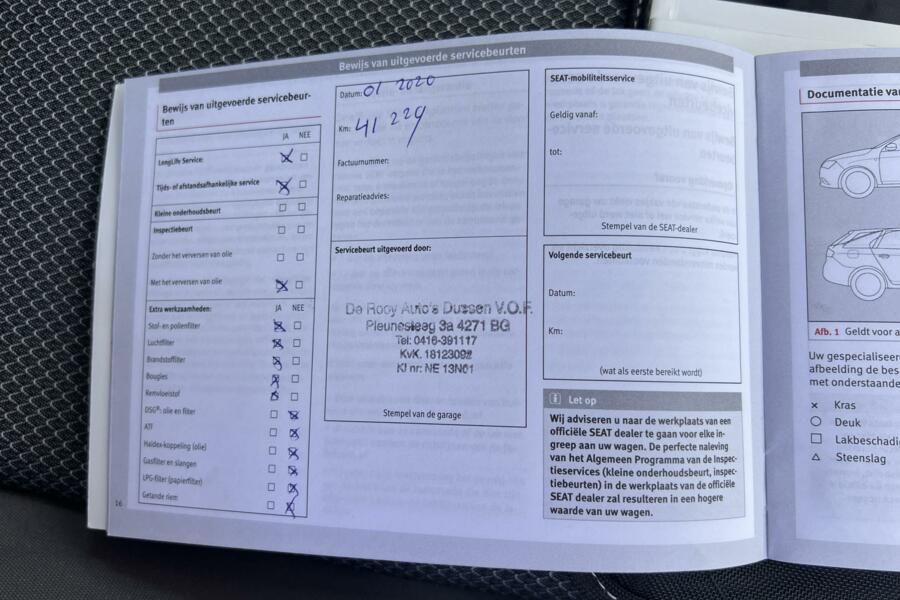 Bewijs van uitgevoerde servicebeurten
Bewijs van uitgevoerde servicebeur-
ten
JA NEE
LongLife Service:
Tijds- of afstandsafhankelijke service
Kleine onderhoudsbeurt
Inspectiebeurt
Zonder het verversen van olie
Met het verversen van olie
Extra werkzaamheden: JA NEE
Stof- en pollenfilter
Luchtfilter
Brandstoffilter
Bougies
Remvloeistof
DSG®: olie en filter
ATF
Haldex-koppeling (olie)
Gasfilter en slangen
LPG-filter (papierfilter)
Getande riem
16
Datum: 01 2020
Km: 41 229
Factuurnummer:
Reparatieadvies:
Servicebeurt uitgevoerd door:
De Rooy Auto's Dussen V.O.F.
Pleunesteeg 3a 4271 BG
Tel: 0416-391117
KvK. 18123092
KI nr: NE 13N01
Stempel van de garage
SEAT-mobiliteitsservice
Geldig vanaf:
tot:
Stempel van de SEAT-dealer
Volgende servicebeurt
Datum:
Km:
(wat als eerste bereikt wordt)
i Let op
Wij adviseren u naar de werkplaats van een
officiële SEAT dealer te gaan voor elke in-
greep aan uw wagen. De perfecte naleving
van het Algemeen Programma van de Inspec-
tieservices (kleine onderhoudsbeurt, inspec-
tiebeurten) in de werkplaats van de officiële
SEAT dealer zal resulteren in een hogere
waarde van uw wagen.
Documentatie va
Afb. 1 Geldt voor a
Uw gespecialiseer
afbeelding de bes
met onderstaande
× Kras
○ Deuk
□ Lakbeschadi
△ Steenslag